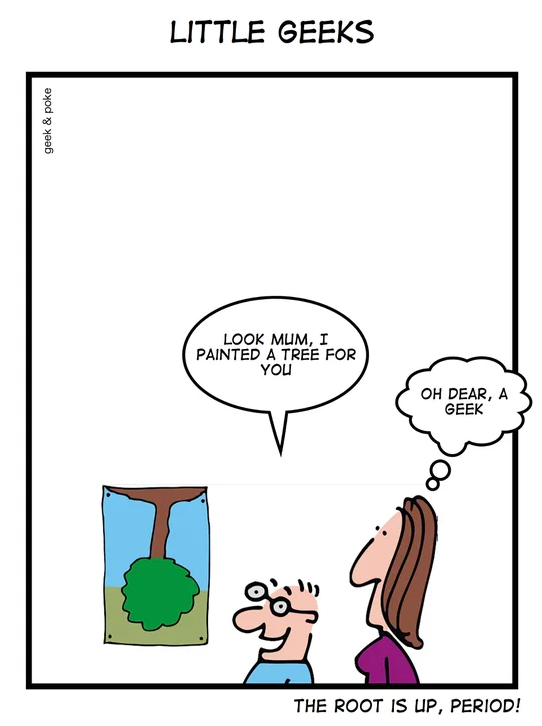 LITTLE GEEKS
geek & poke
LOOK MUM, I
PAINTED A TREE FOR
YOU
OH DEAR, A
GEEK
THE ROOT IS UP, PERIOD!